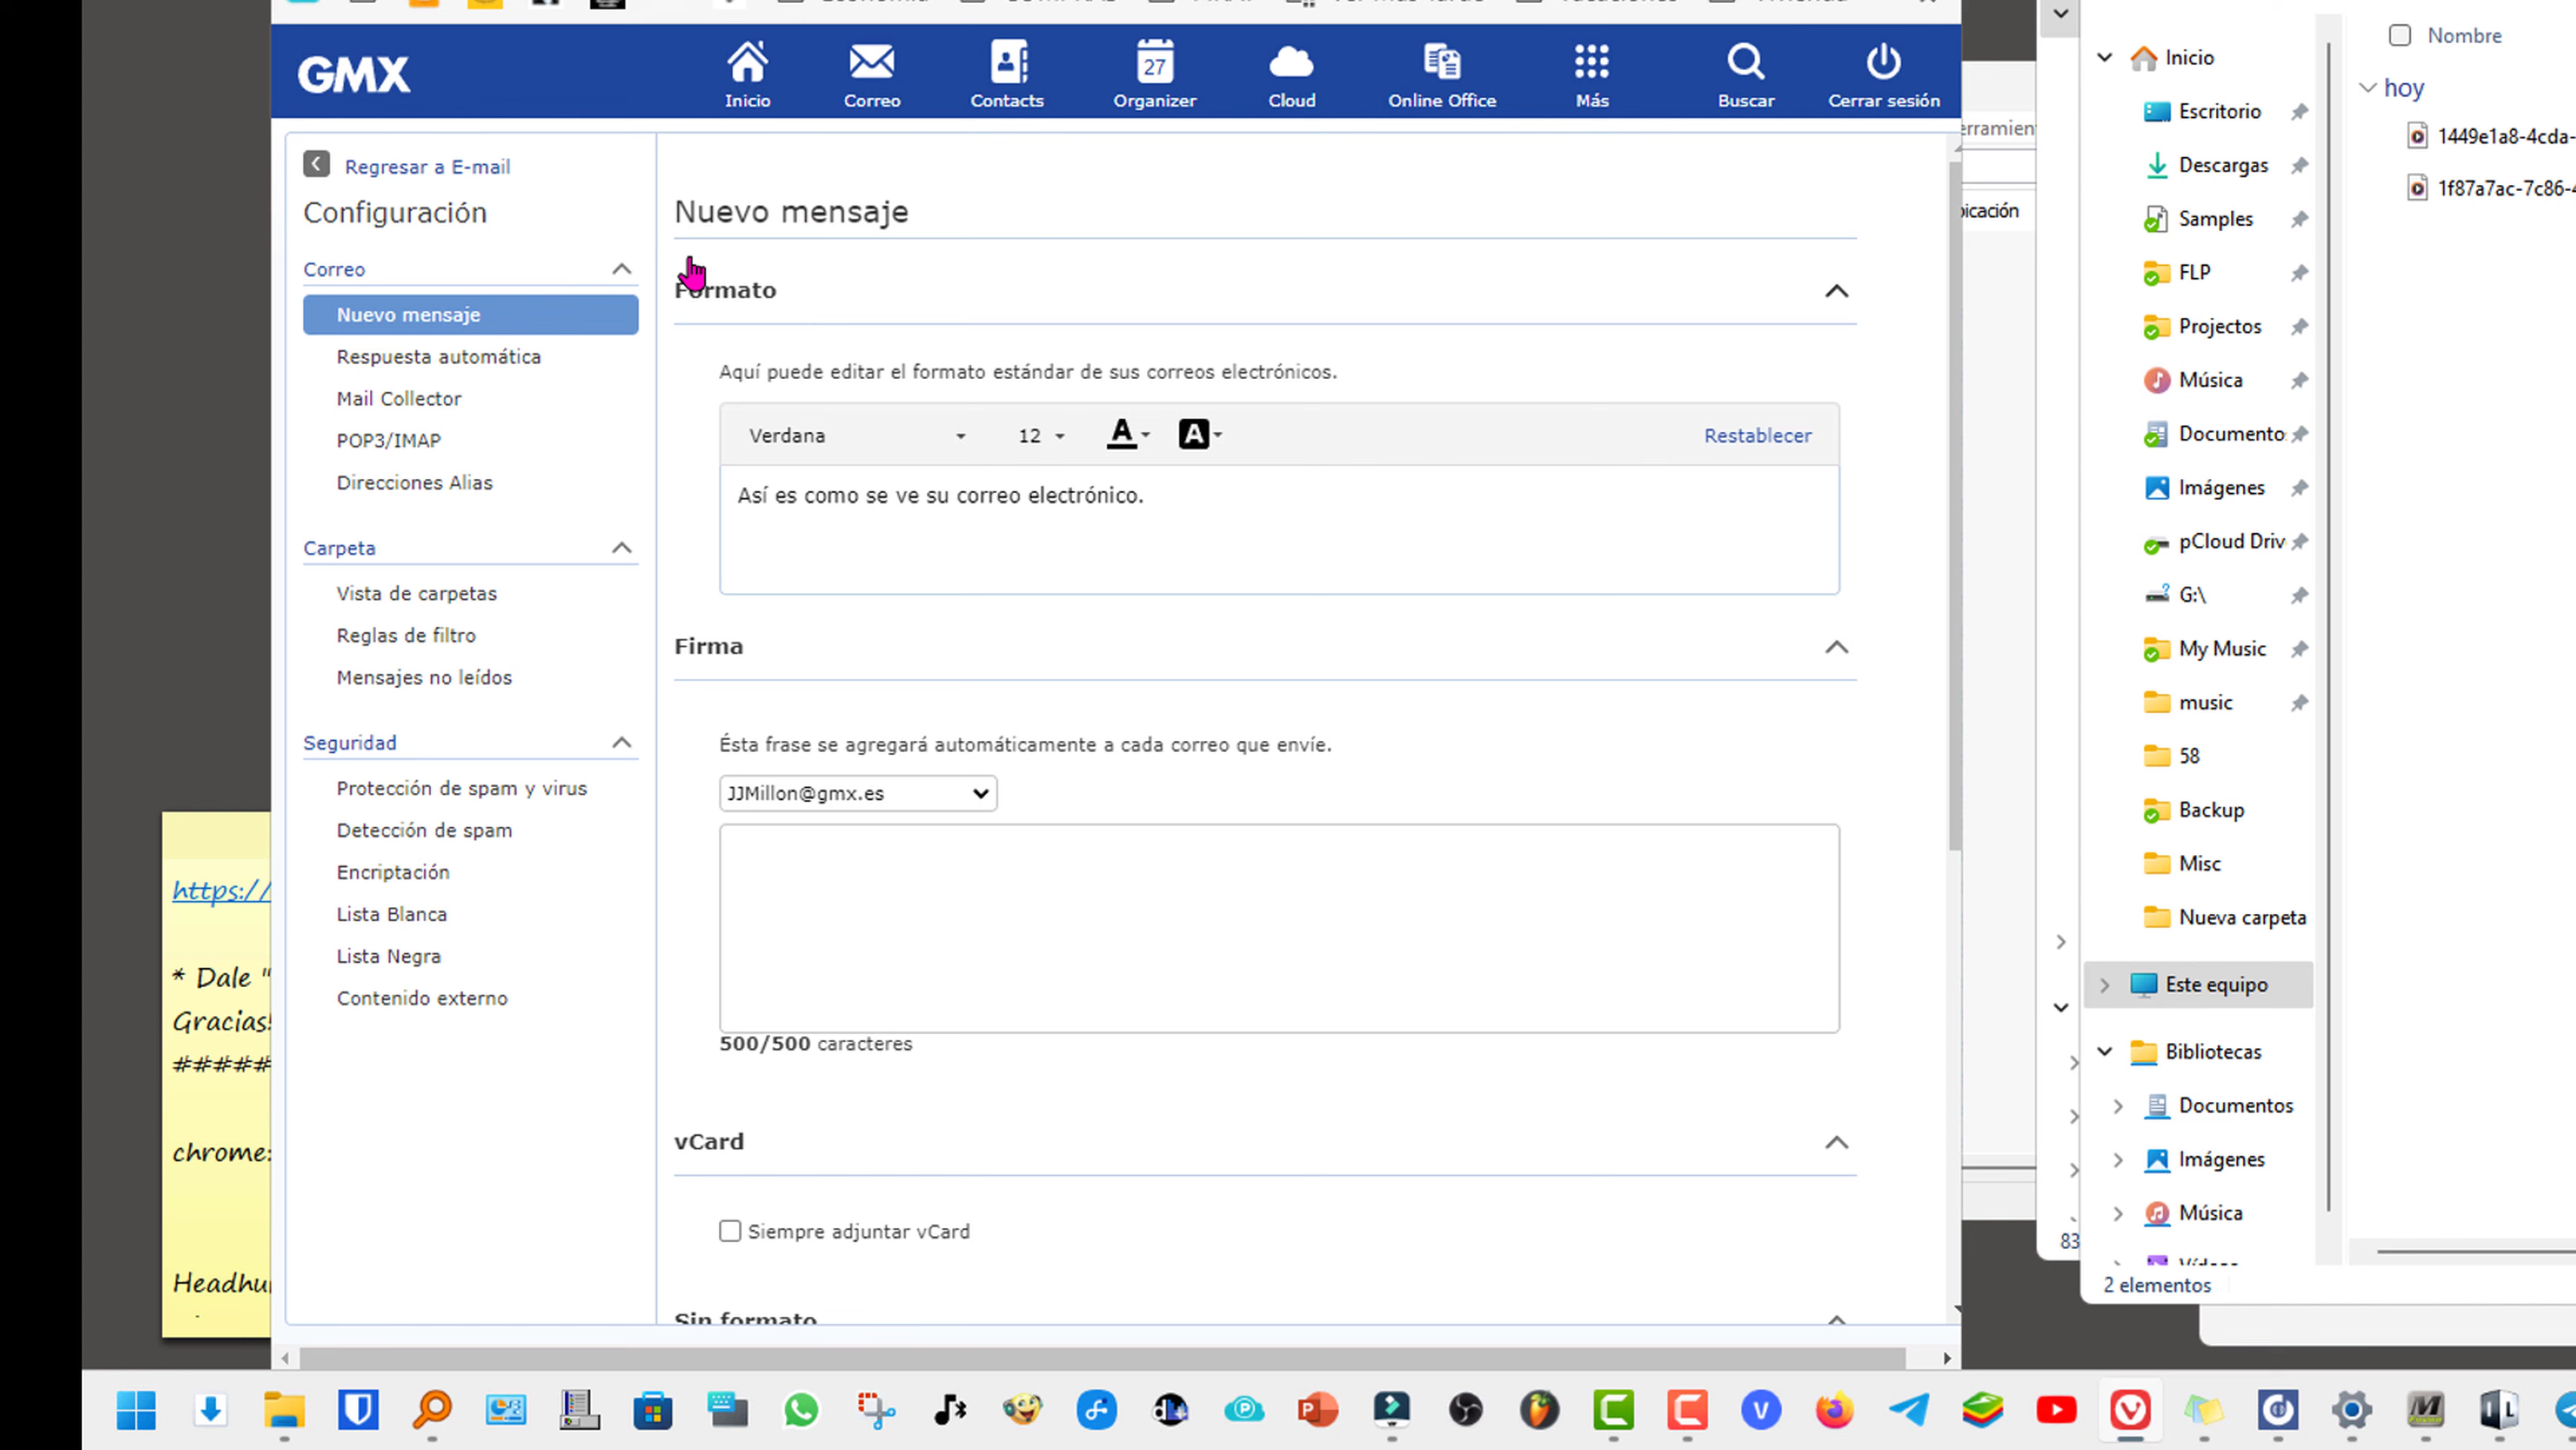 GMX
Inicio
Correo
27
Contacts
Organizer
Cloud
Online Office
Más
Buscar
Cerrar sesión
Regresar a E-mail
Configuración
Correo
Nuevo mensaje
Respuesta automática
Mail Collector
POP3/IMAP
Direcciones Alias
Carpeta
Vista de carpetas
Reglas de filtro
Mensajes no leídos
Seguridad
Protección de spam y virus
Detección de spam
Encriptación
Lista Blanca
Lista Negra
Contenido externo
Nuevo mensaje
Formato
Aquí puede editar el formato estándar de sus correos electrónicos.
Verdana
12
A
A
Restablecer
Así es como se ve su correo electrónico.
Firma
Ésta frase se agregará automáticamente a cada correo que envíe.
JJMillon@gmx.es
500/500 caracteres
vCard
Siempre adjuntar vCard
Sin formato
https://
* Dale "
Gracias!
######
chrome:
Headhu
erramien
icación
83
Inicio
Escritorio
Descargas
Samples
FLP
Projectos
Música
Documento
Imágenes
pCloud Driv
G:\
My Music
music
58
Backup
Misc
Nueva carpeta
Este equipo
Bibliotecas
Documentos
Imágenes
Música
Vídeos
2 elementos
Nombre
hoy
1449e1a8-4cda-
1f87a7ac-7c86-4